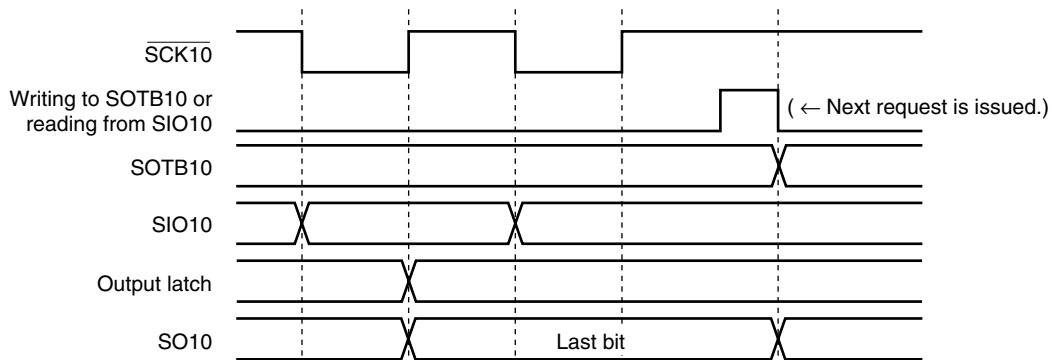 SCK10
Writing to SOTB10 or
reading from SIO10
( ← Next request is issued.)
SOTB10
SIO10
Output latch
SO10
Last bit